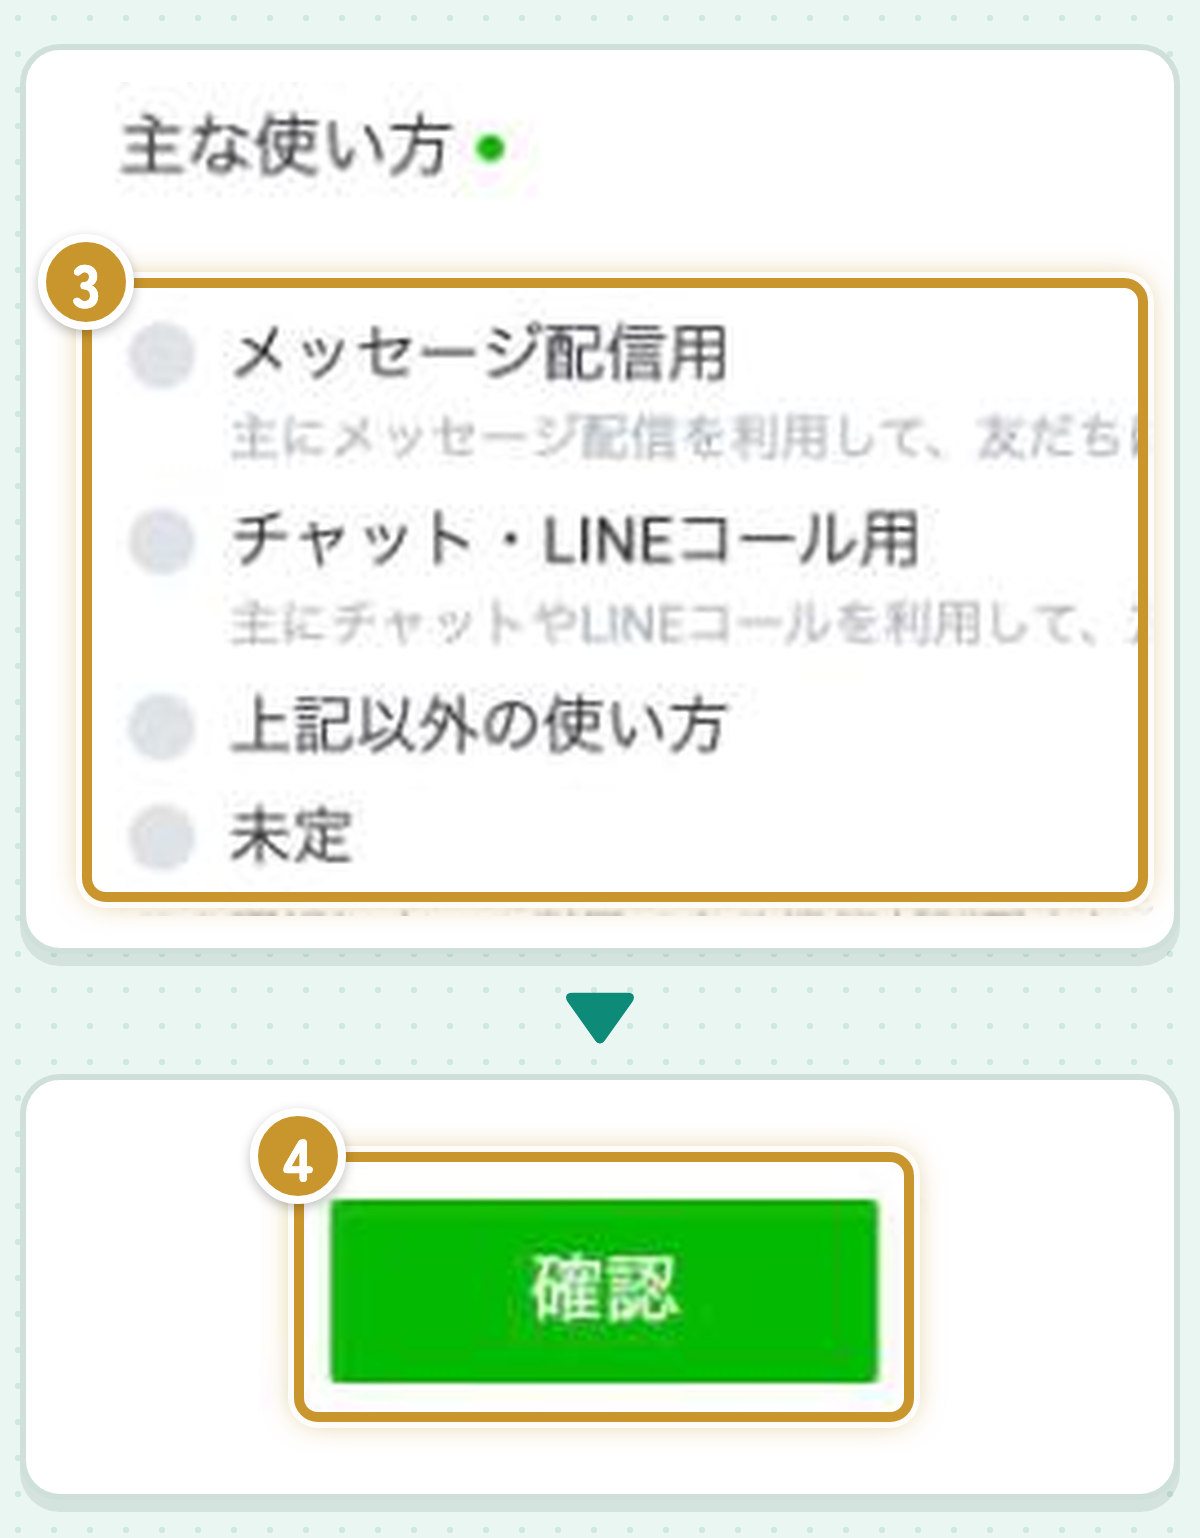 主な使い方
3
メッセージ配信用
主にメッセージ配信を利用して、友だち
チャット・LINEコール用
主にチャットやLINEコールを利用して、
上記以外の使い方
未定
4
確認